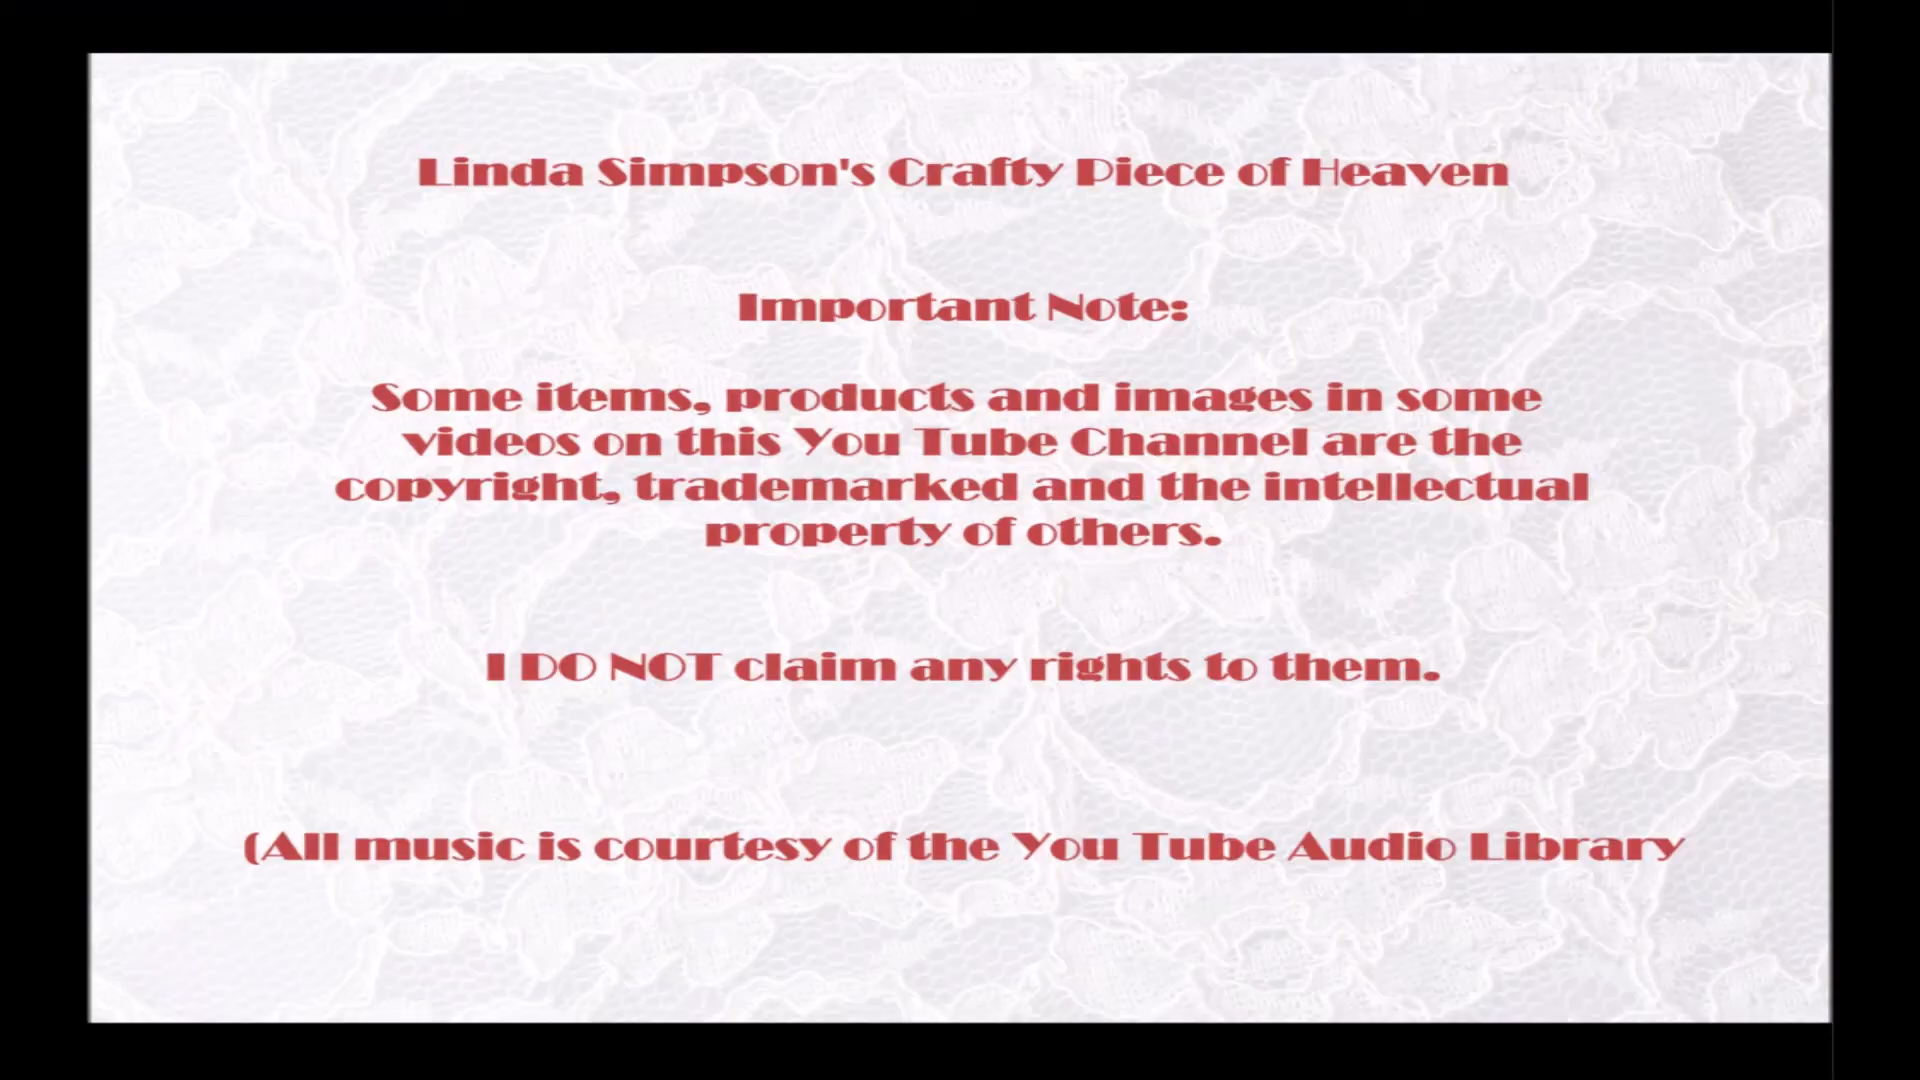 Linda Simpson's Crafty Piece of Heaven
Important Note:
Some items, products and images in some
videos on this You Tube Channel are the
copyright, trademarked and the intellectual
property of others.
I DO NOT claim any rights to them.
(All music is courtesy of the You Tube Audio Library